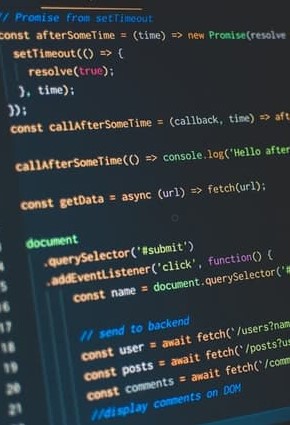 // Promise from setTimeout
const afterSomeTime = (time) => new Promise(resolve
setTimeout(() => {
resolve(true);
}, time);
});
const callAfterSomeTime = (callback, time) => aft
callAfterSomeTime(() => console.log('Hello after
const getData = async (url) => fetch(url);
document
.querySelector('#submit')
.addEventListener('click', function() {
const name = document.querySelector('#
// send to backend
const user = await fetch(`/users?nam
const posts = await fetch(`/posts?us
const comments = await fetch(`/comm
//display comments on DOM
16
17
18
19
20
21